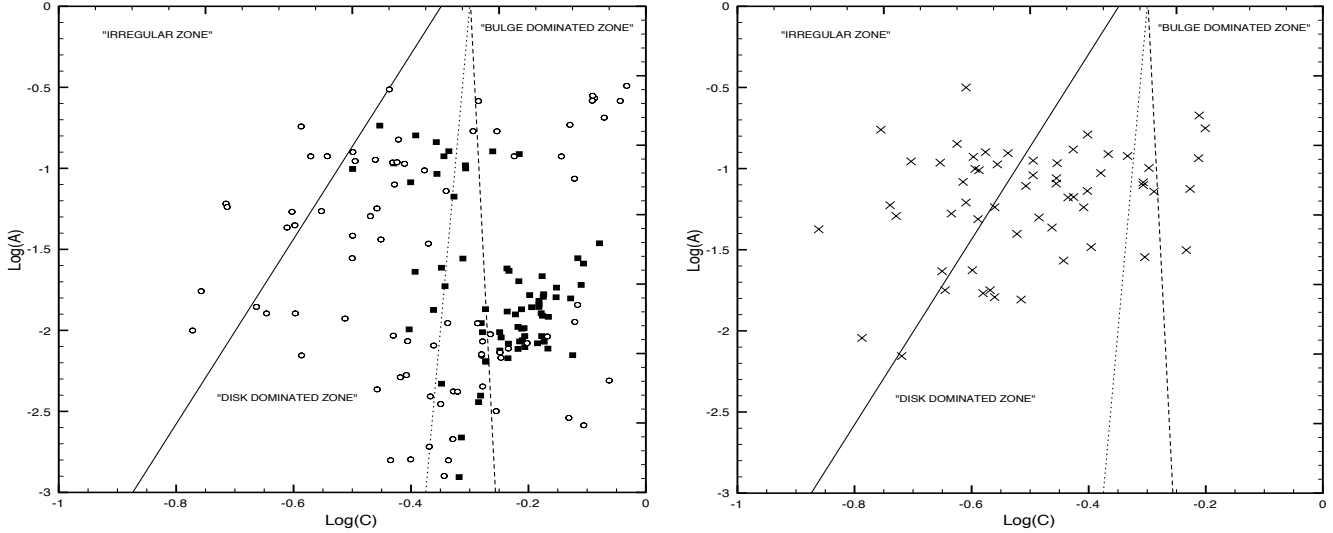 0
-0.5
-1
-1.5
-2
-2.5
-3
Log(A)
"IRREGULAR ZONE"
"BULGE DOMINATED ZONE"
"DISK DOMINATED ZONE"
-1
-0.8
-0.6
-0.4
-0.2
0
Log(C)
0
-0.5
-1
-1.5
-2
-2.5
-3
Log(A)
"IRREGULAR ZONE"
"BULGE DOMINATED ZONE"
"DISK DOMINATED ZONE"
-1
-0.8
-0.6
-0.4
-0.2
0
Log(C)